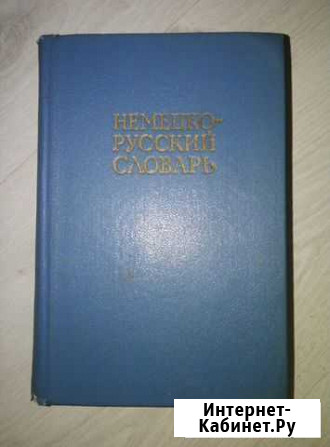 НЕМЕЦКО-
РУССКИЙ
СЛОВАРЬ
Интернет-
Кабинет.Ру